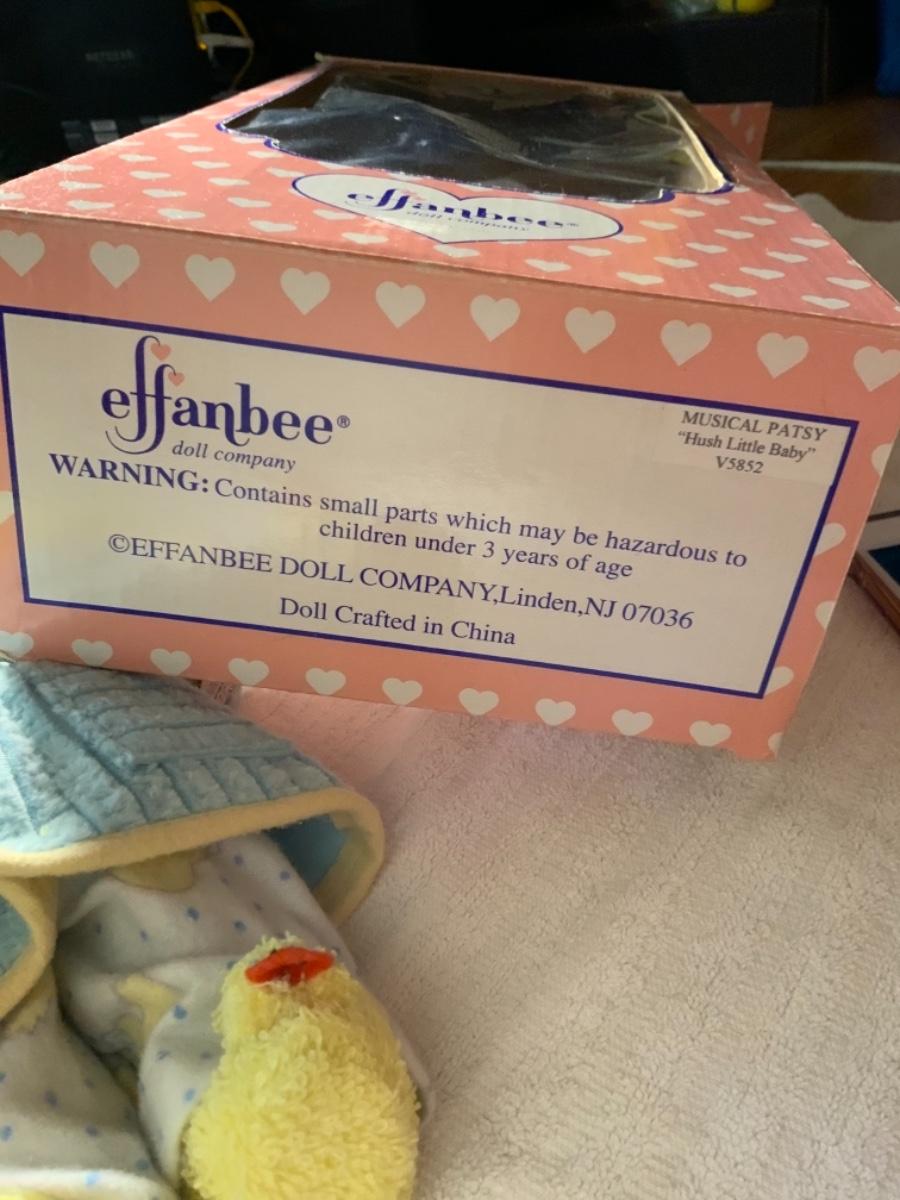 NETGEAR
effanbee®
doll company
effanbee®
doll company
MUSICAL PATSY
"Hush Little Baby"
V5852
WARNING: Contains small parts which may be hazardous to
children under 3 years of age
©EFFANBEE DOLL COMPANY,Linden,NJ 07036
Doll Crafted in China